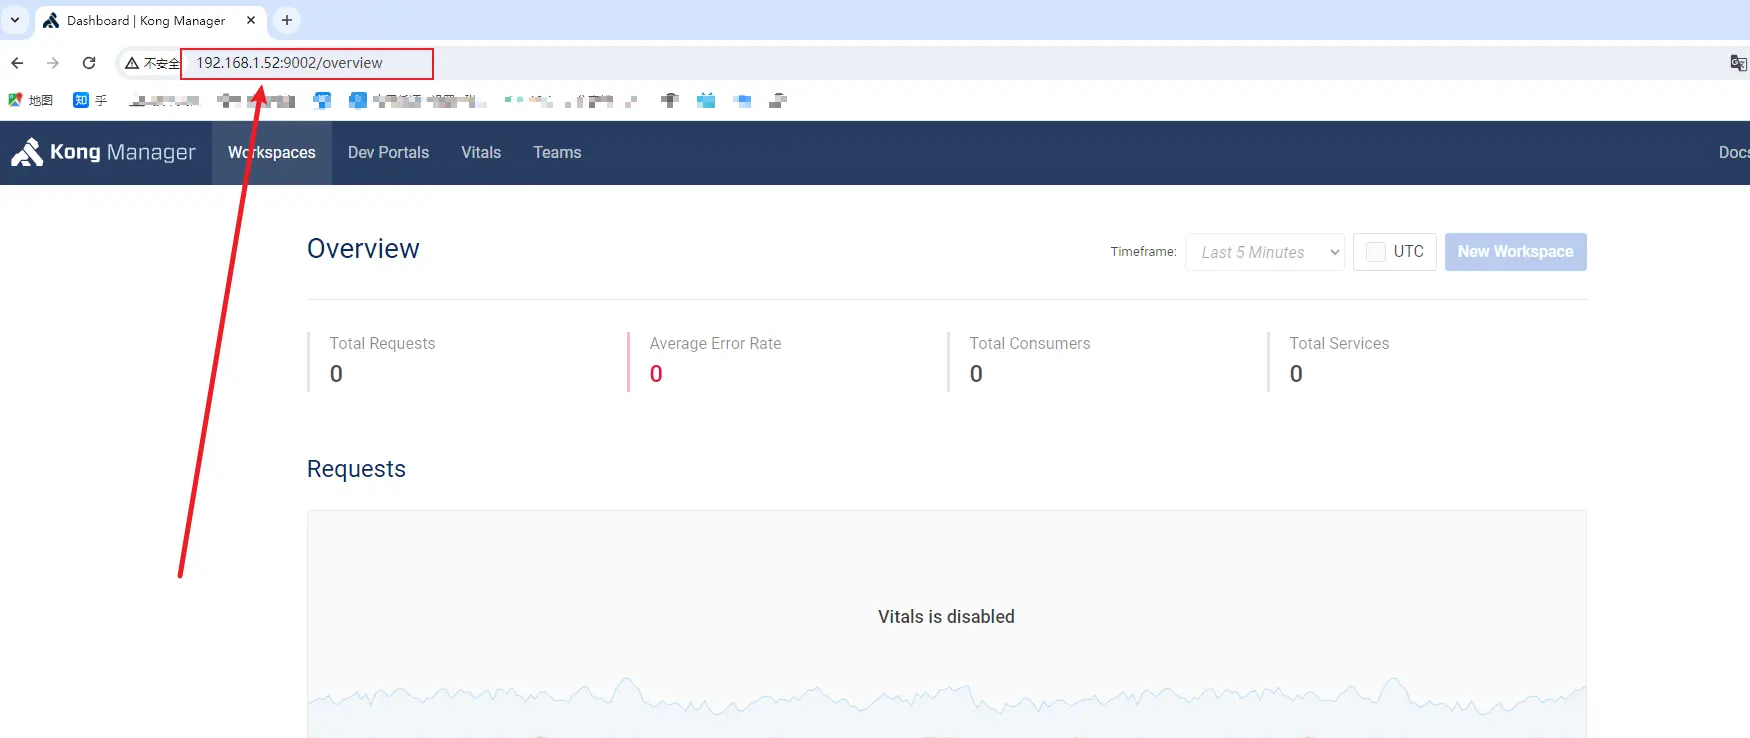 Dashboard | Kong Manager
不安全 192.168.1.52:9002/overview
地图 知 乎
Kong Manager Workspaces Dev Portals Vitals Teams Docs
Overview
Timeframe: Last 5 Minutes UTC New Workspace
Total Requests Average Error Rate Total Consumers Total Services
0 0 0 0
Requests
Vitals is disabled